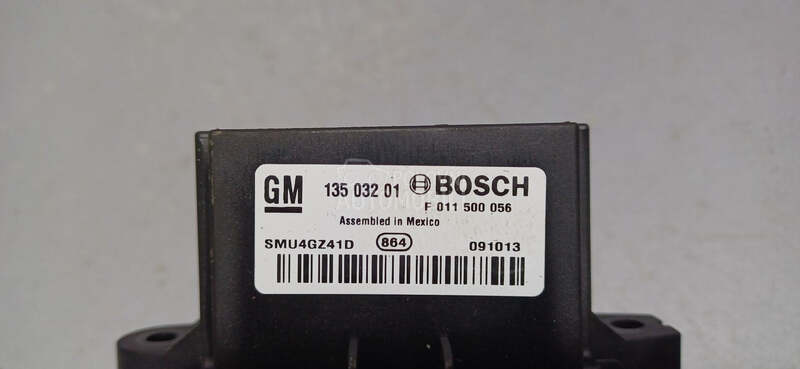 GM 135 032 01 BOSCH
F 011 500 056
Assembled in Mexico
SMU4GZ41D 864 091013